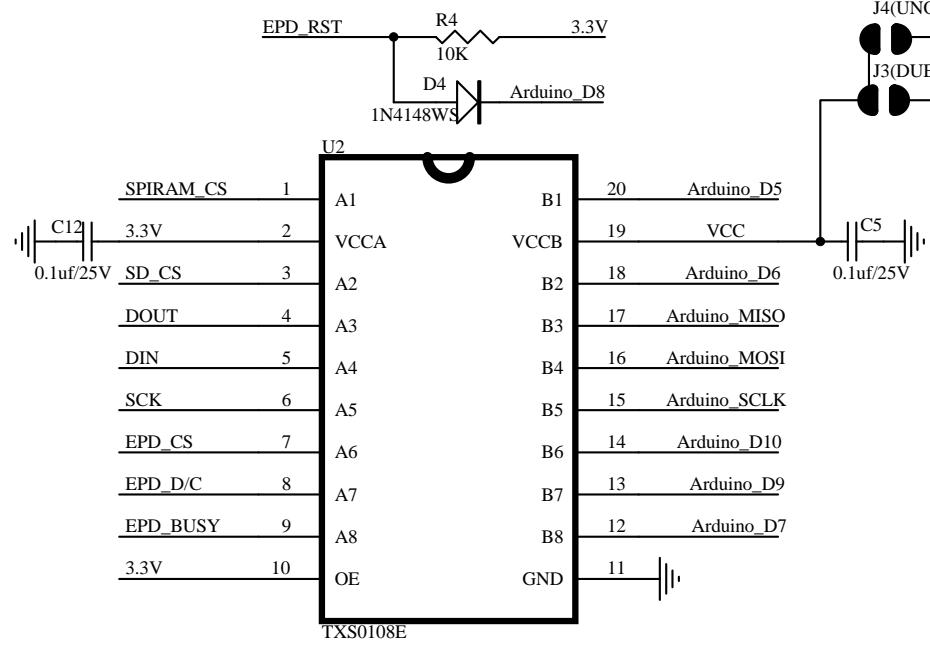 J4(UNO
EPD_RST R4 3.3V
10K
J3(DUE
D4 Arduino_D8
1N4148WS
U2
SPIRAM_CS 1 A1 B1 20 Arduino_D5
C12 3.3V 2 VCCA VCCB 19 VCC C5
0.1uf/25V 0.1uf/25V
SD_CS 3 A2 B2 18 Arduino_D6
DOUT 4 A3 B3 17 Arduino_MISO
DIN 5 A4 B4 16 Arduino_MOSI
SCK 6 A5 B5 15 Arduino_SCLK
EPD_CS 7 A6 B6 14 Arduino_D10
EPD_D/C 8 A7 B7 13 Arduino_D9
EPD_BUSY 9 A8 B8 12 Arduino_D7
3.3V 10 OE GND 11
TXS0108E